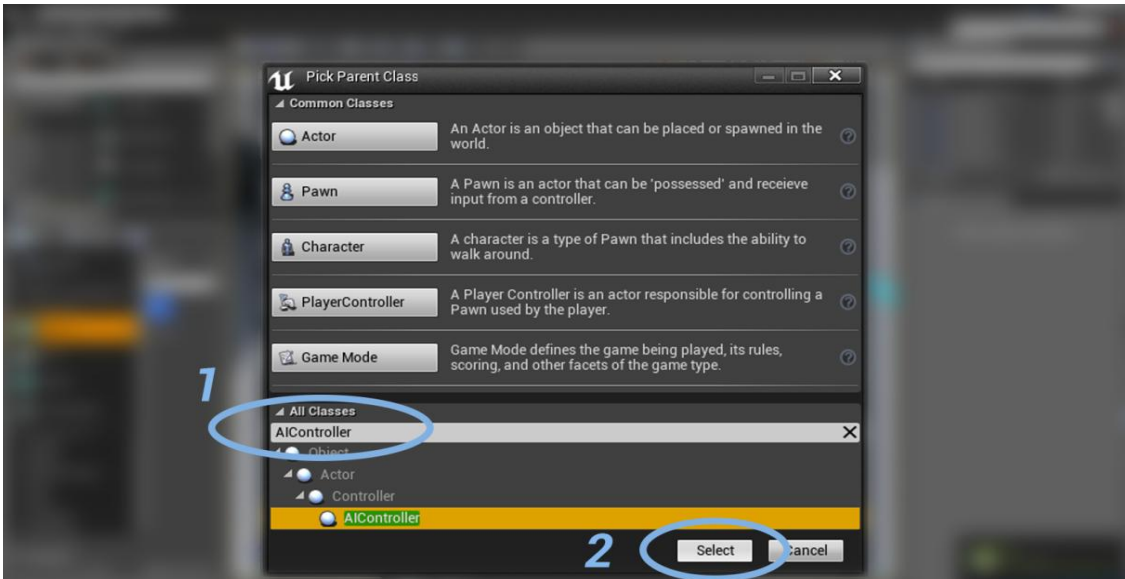 Pick Parent Class
Common Classes
Actor
An Actor is an object that can be placed or spawned in the
world.
Pawn
A Pawn is an actor that can be 'possessed' and receieve
input from a controller.
Character
A character is a type of Pawn that includes the ability to
walk around.
PlayerController
A Player Controller is an actor responsible for controlling a
Pawn used by the player.
Game Mode
Game Mode defines the game being played, its rules,
scoring, and other facets of the game type.
1
All Classes
AIController
Object
Actor
Controller
AIController
2
Select
Cancel